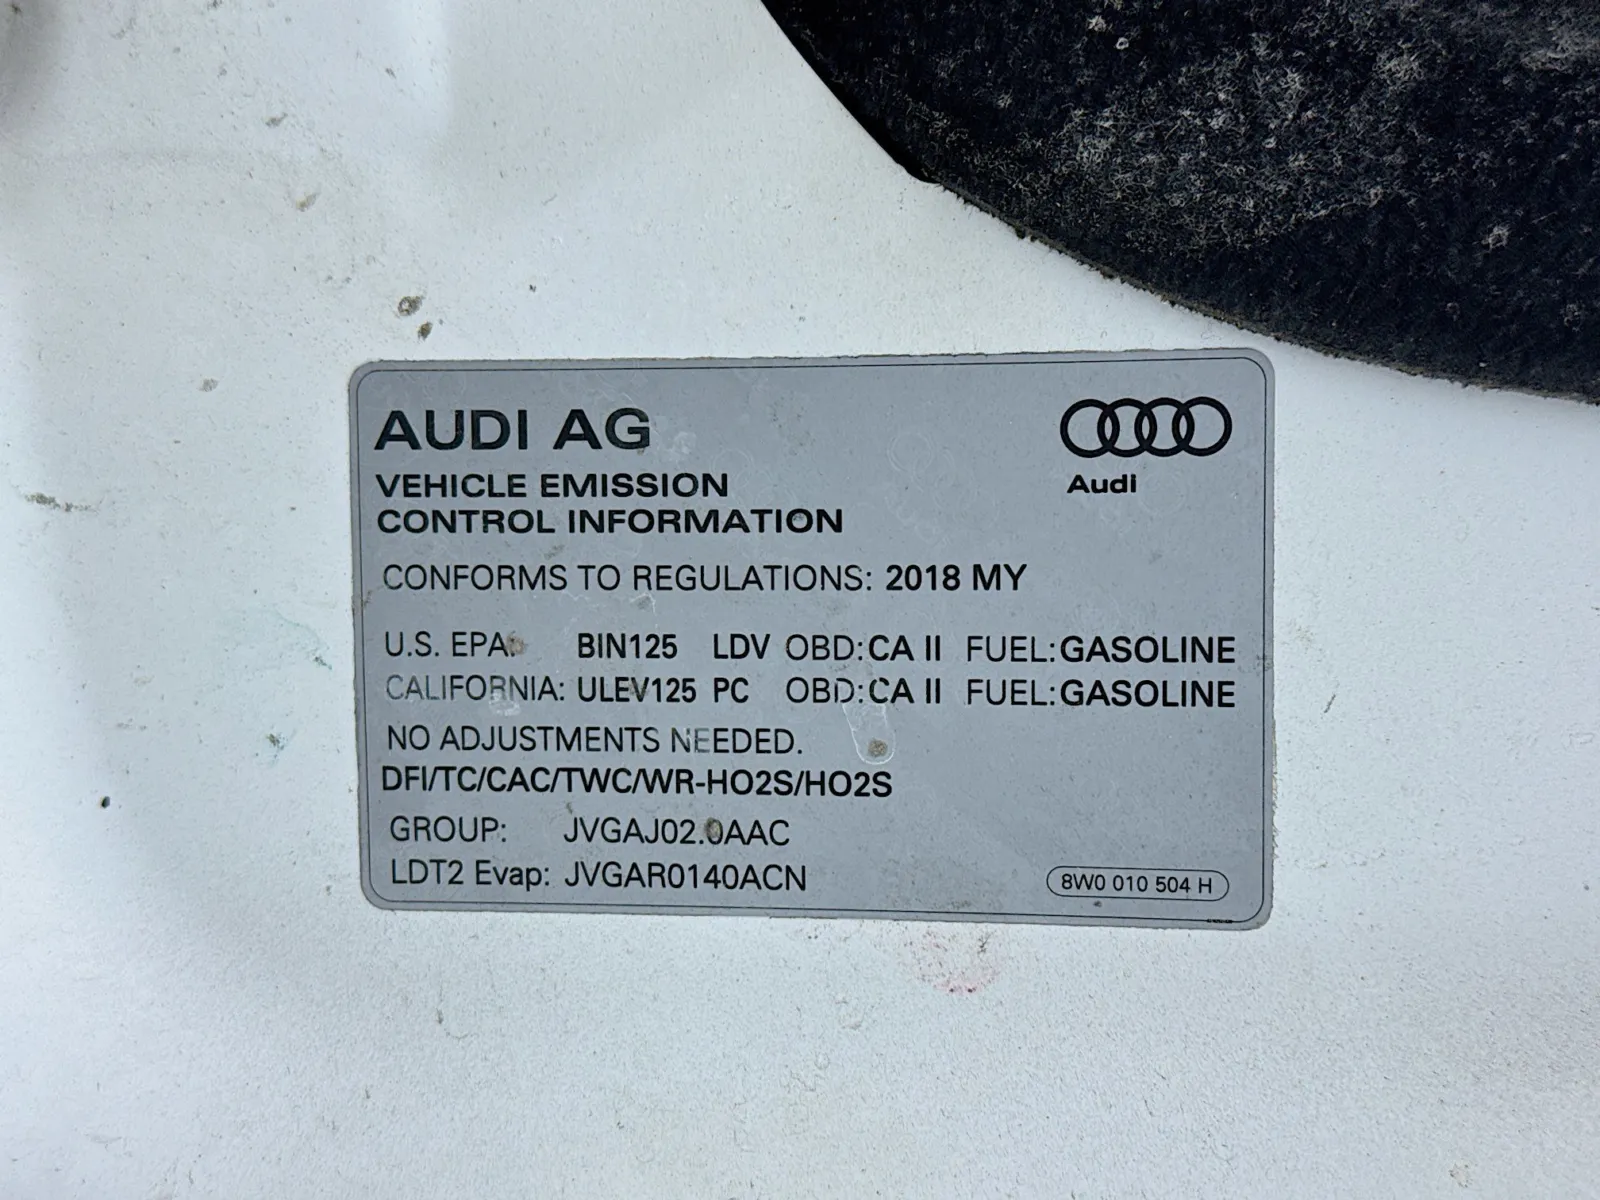 AUDI AG
Audi
VEHICLE EMISSION
CONTROL INFORMATION
CONFORMS TO REGULATIONS: 2018 MY
U.S. EPA: BIN125 LDV OBD:CA II FUEL:GASOLINE
CALIFORNIA: ULEV125 PC OBD:CA II FUEL:GASOLINE
NO ADJUSTMENTS NEEDED.
DFI/TC/CAC/TWC/WR-HO2S/HO2S
GROUP: JVGAJ02.0AAC
LDT2 Evap: JVGAR0140ACN
8W0 010 504 H